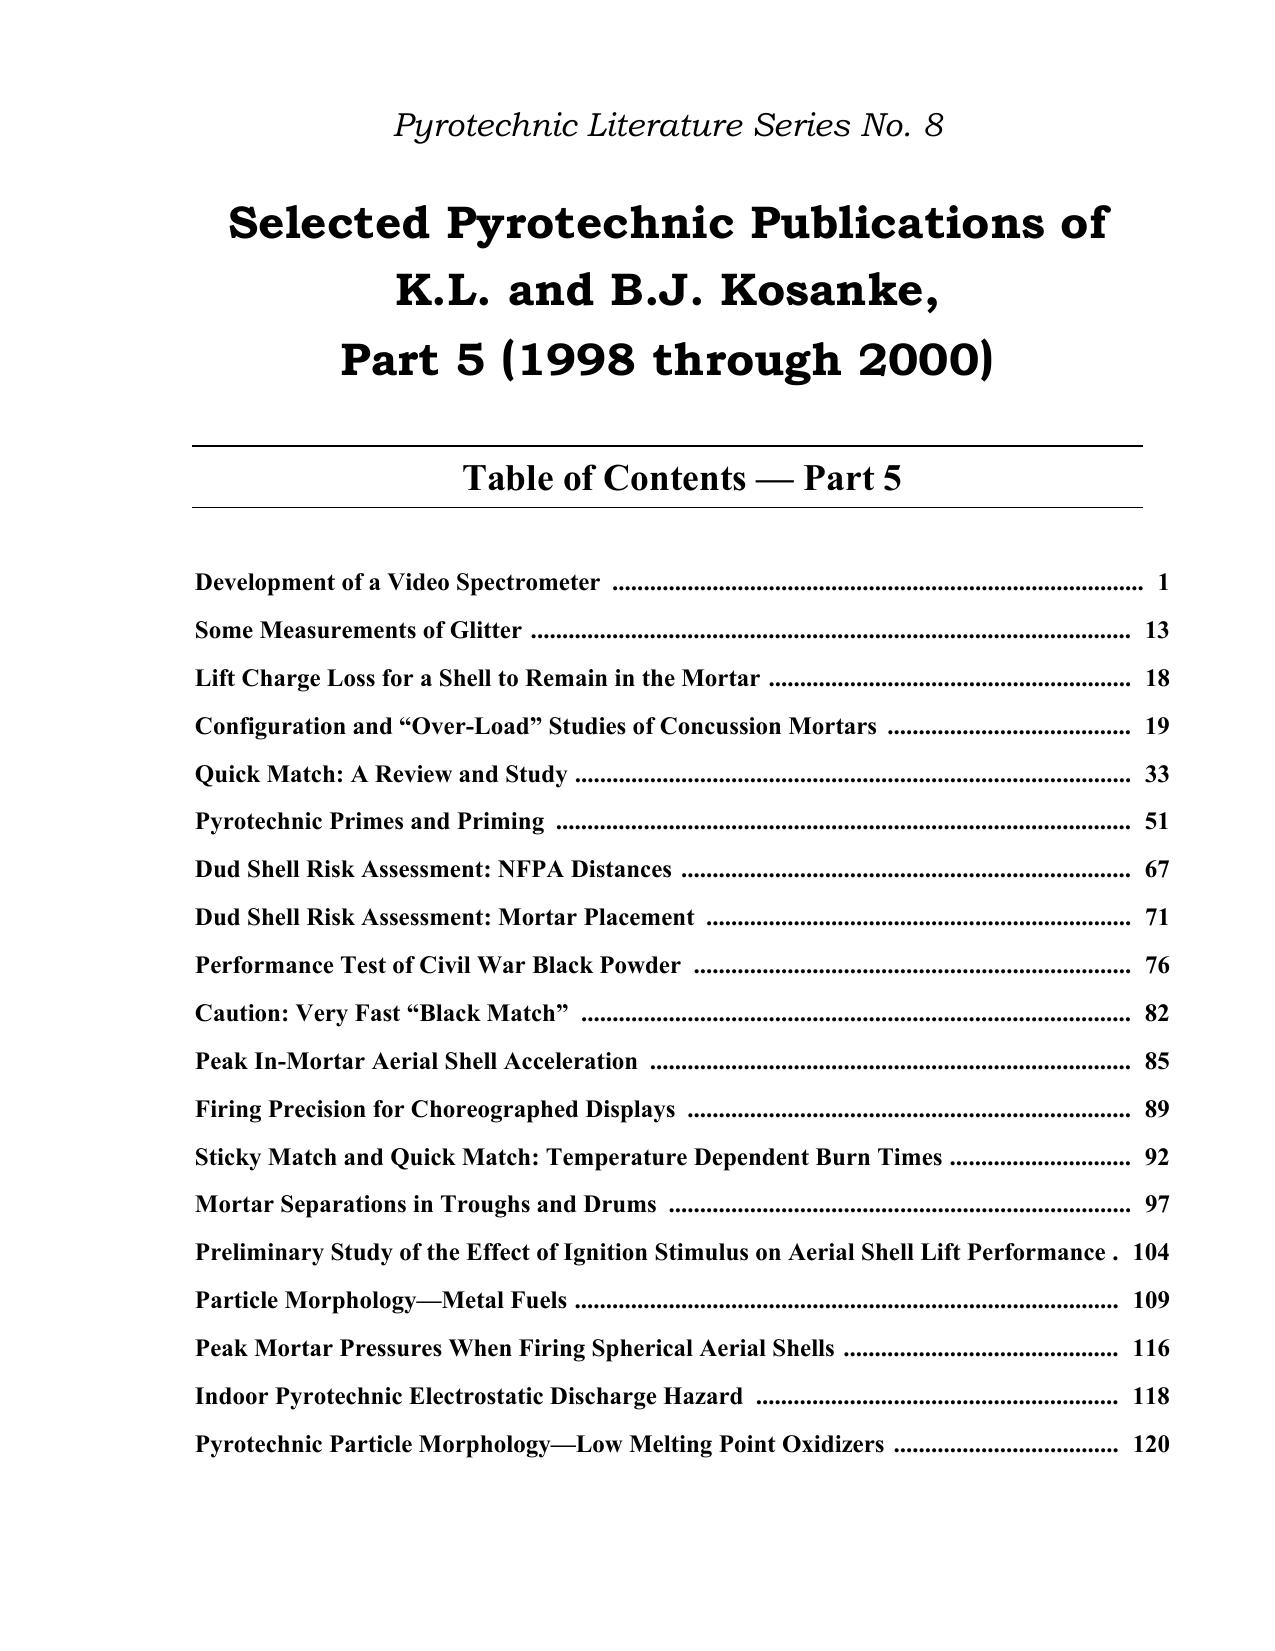 Pyrotechnic Literature Series No. 8
Selected Pyrotechnic Publications of
K.L. and B.J. Kosanke,
Part 5 (1998 through 2000)
Table of Contents — Part 5
Development of a Video Spectrometer ..................................................................................... 1
Some Measurements of Glitter ................................................................................................ 13
Lift Charge Loss for a Shell to Remain in the Mortar .......................................................... 18
Configuration and “Over-Load” Studies of Concussion Mortars ....................................... 19
Quick Match: A Review and Study ......................................................................................... 33
Pyrotechnic Primes and Priming ............................................................................................ 51
Dud Shell Risk Assessment: NFPA Distances ........................................................................ 67
Dud Shell Risk Assessment: Mortar Placement .................................................................... 71
Performance Test of Civil War Black Powder ...................................................................... 76
Caution: Very Fast “Black Match” ........................................................................................ 82
Peak In-Mortar Aerial Shell Acceleration ............................................................................. 85
Firing Precision for Choreographed Displays ....................................................................... 89
Sticky Match and Quick Match: Temperature Dependent Burn Times ............................. 92
Mortar Separations in Troughs and Drums .......................................................................... 97
Preliminary Study of the Effect of Ignition Stimulus on Aerial Shell Lift Performance . 104
Particle Morphology—Metal Fuels ....................................................................................... 109
Peak Mortar Pressures When Firing Spherical Aerial Shells ............................................ 116
Indoor Pyrotechnic Electrostatic Discharge Hazard .......................................................... 118
Pyrotechnic Particle Morphology—Low Melting Point Oxidizers .................................... 120